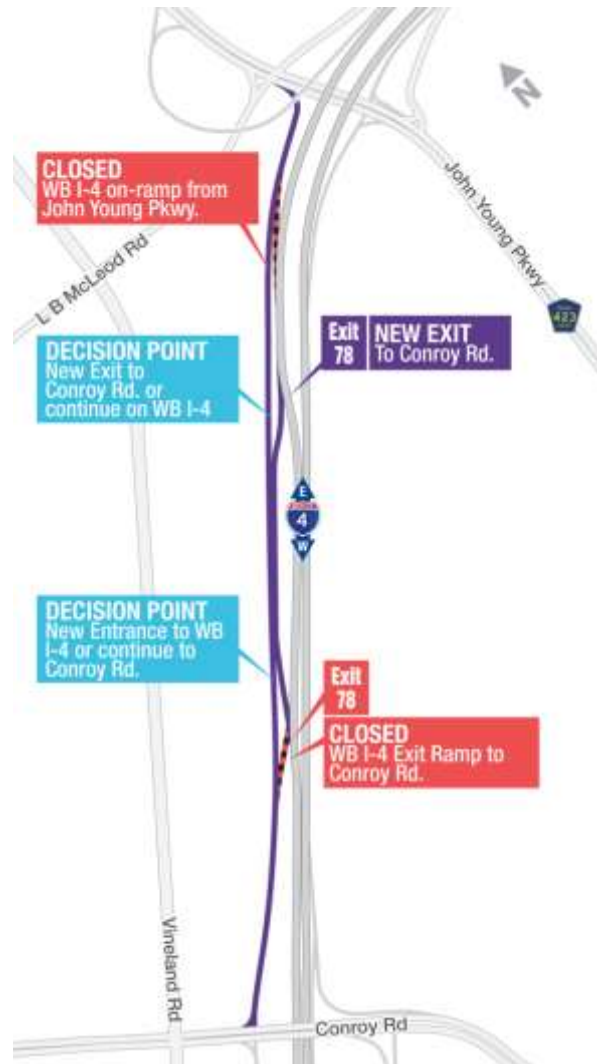 N
CLOSED
WB I-4 on-ramp from
John Young Pkwy.
John Young Pkwy
L B McLeod Rd
423
DECISION POINT
New Exit to
Conroy Rd. or
continue on WB I-4
Exit
78
NEW EXIT
To Conroy Rd.
E
4
W
DECISION POINT
New Entrance to WB
I-4 or continue to
Conroy Rd.
Exit
78
CLOSED
WB I-4 Exit Ramp to
Conroy Rd.
Vineland Rd
Conroy Rd